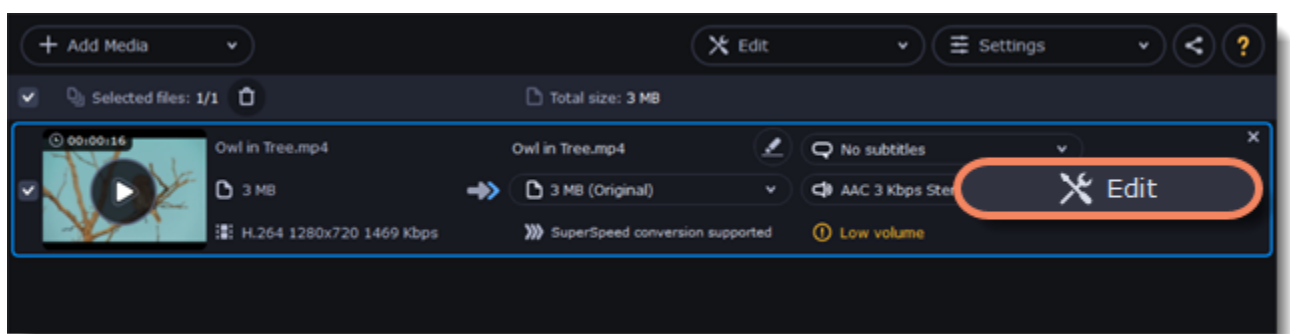 + Add Media
Edit
Settings
?
Selected files: 1/1
Total size: 3 MB
00:00:16
Owl in Tree.mp4
Owl in Tree.mp4
No subtitles
3 MB
3 MB (Original)
AAC 3 Kbps
Edit
H.264 1280x720 1469 Kbps
SuperSpeed conversion supported
Low volume